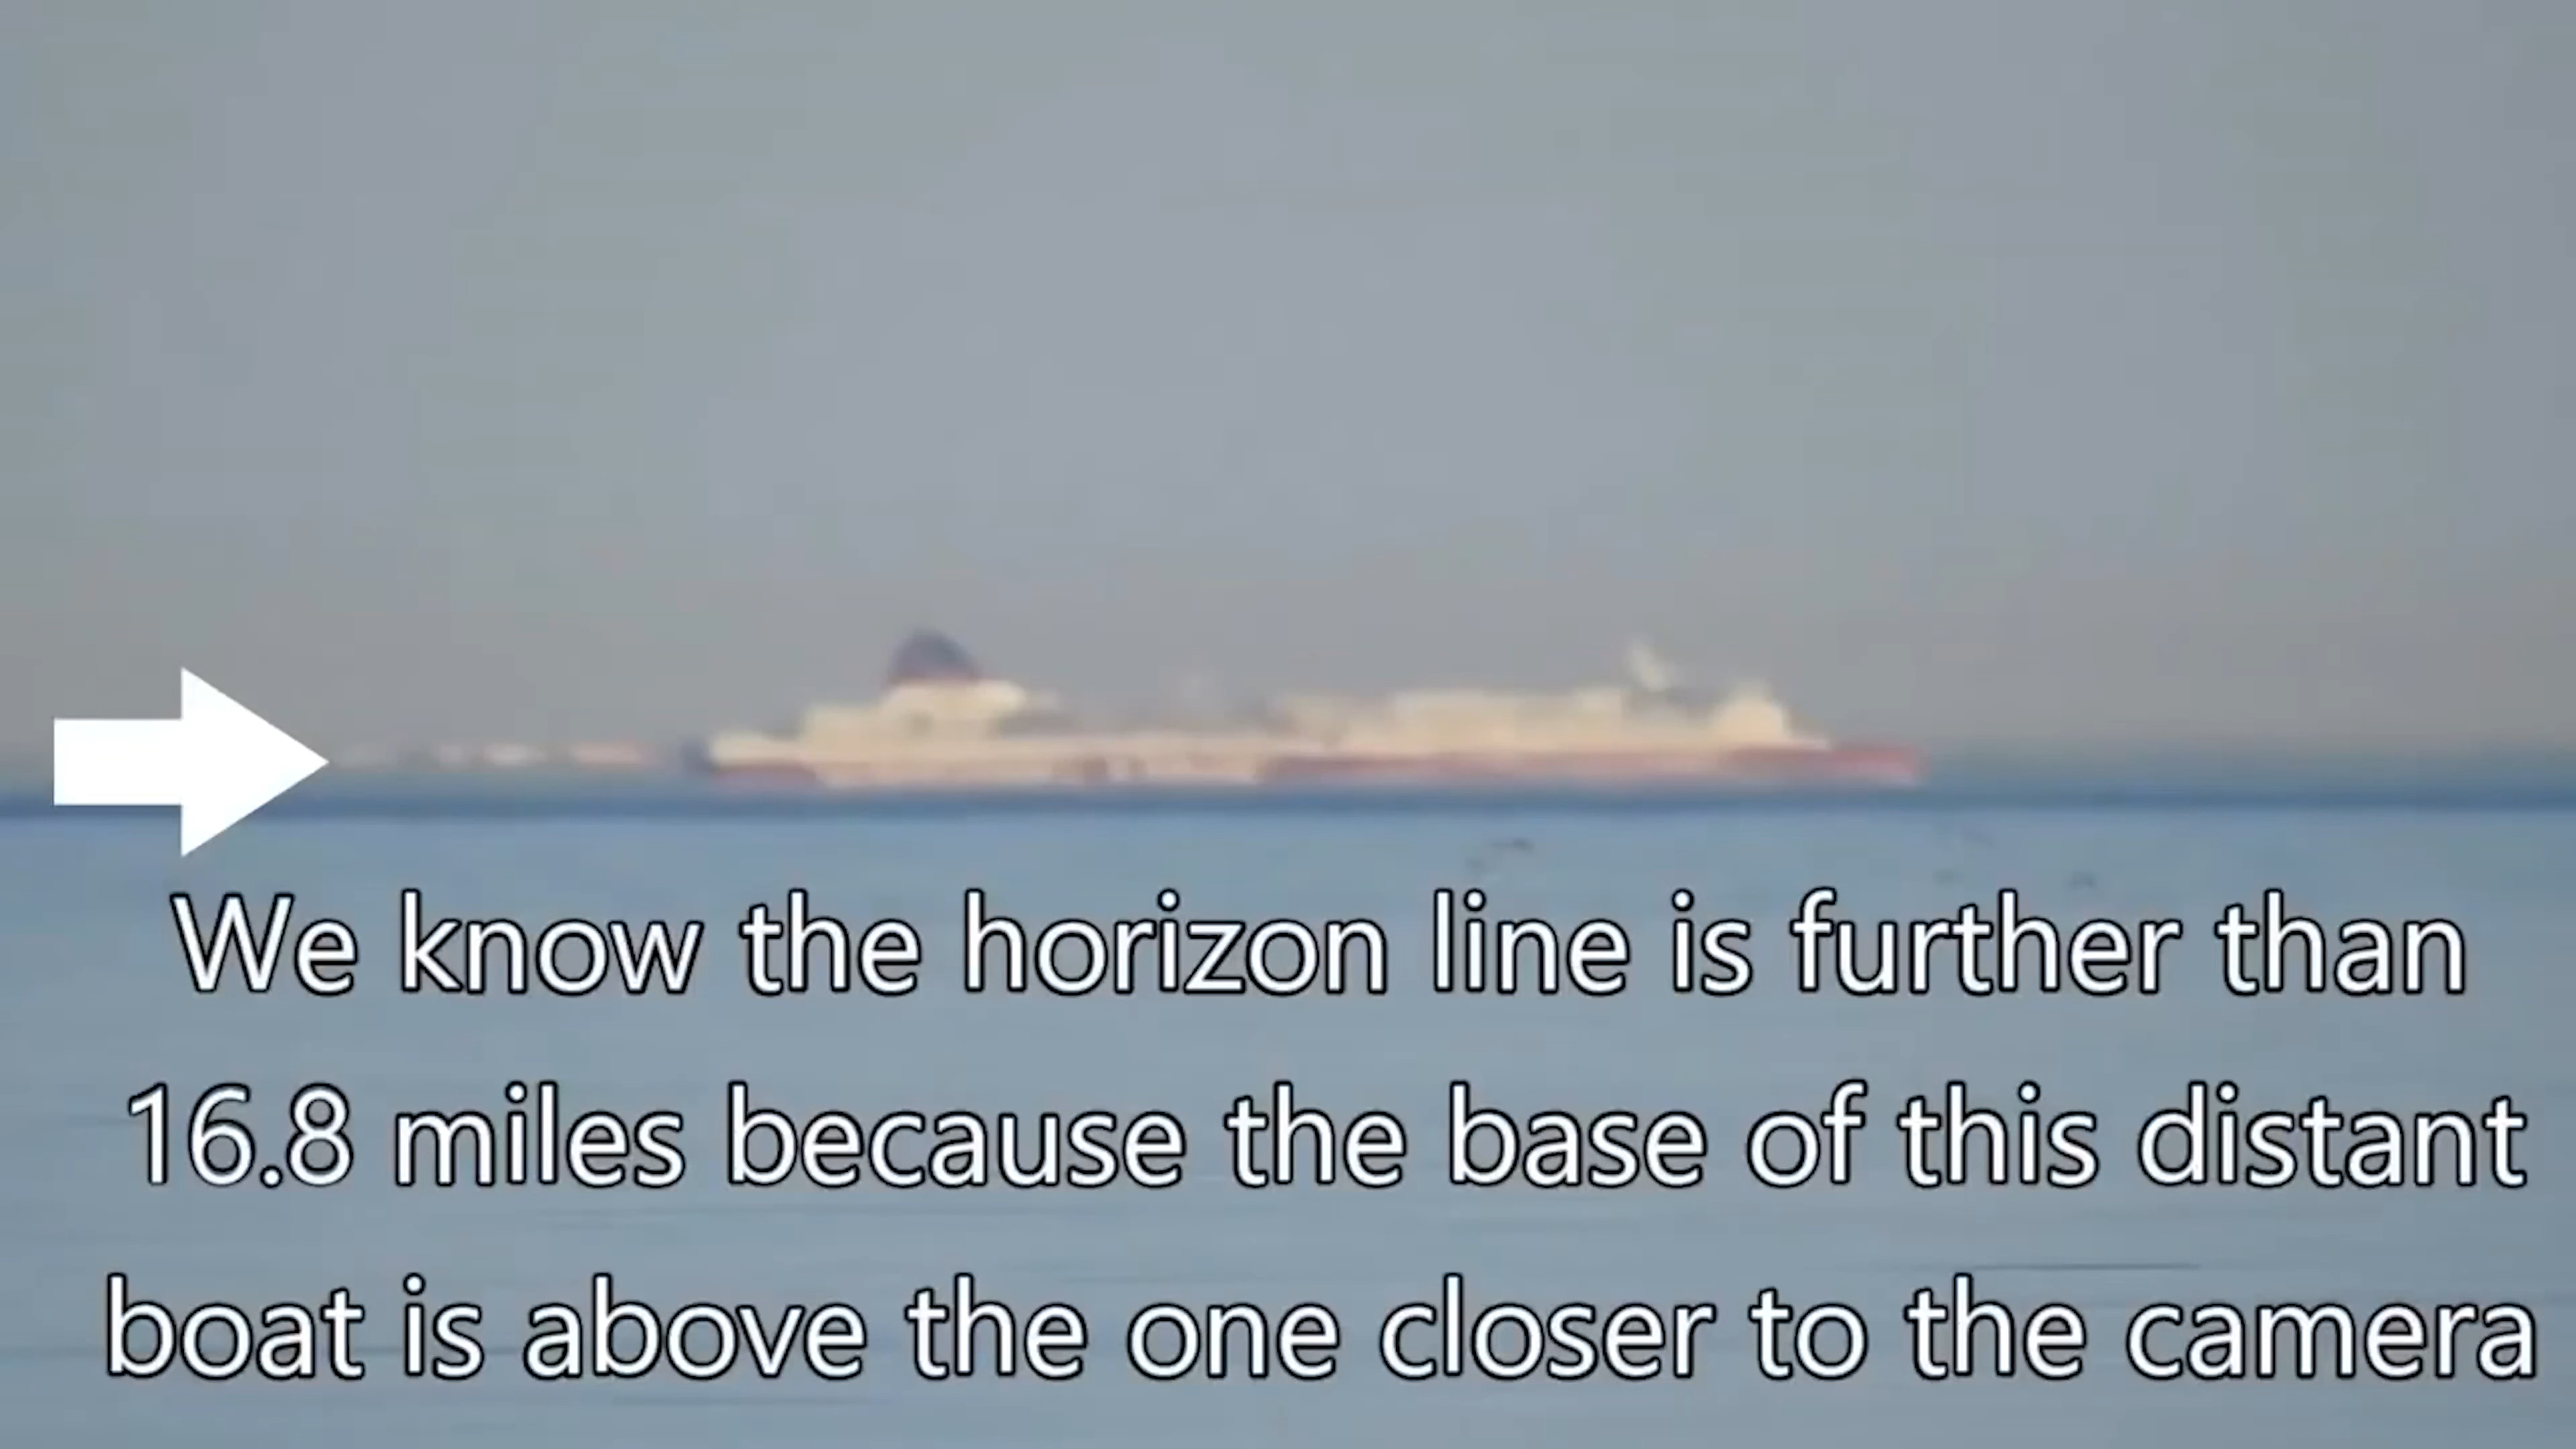 We know the horizon line is further than
16.8 miles because the base of this distant
boat is above the one closer to the camera